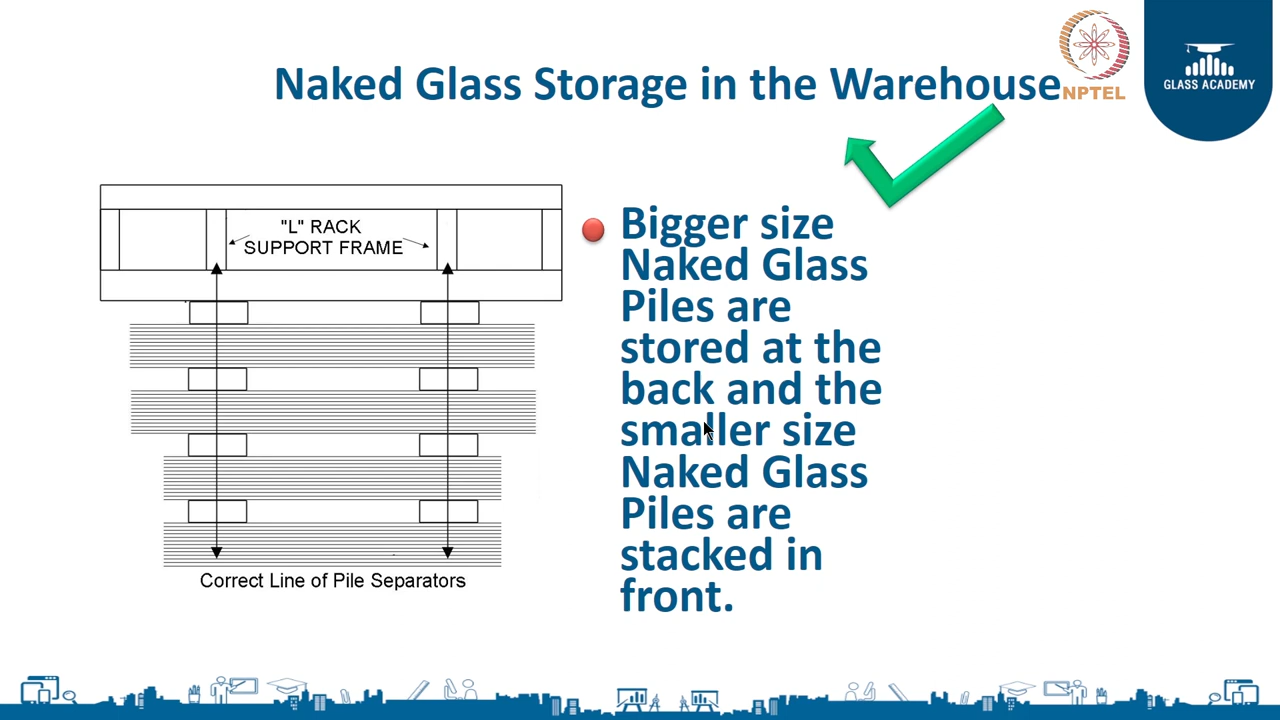 Naked Glass Storage in the Warehouse
NPTEL
GLASS ACADEMY
"L" RACK
SUPPORT FRAME
Correct Line of Pile Separators
Bigger size
Naked Glass
Piles are
stored at the
back and the
smaller size
Naked Glass
Piles are
stacked in
front.